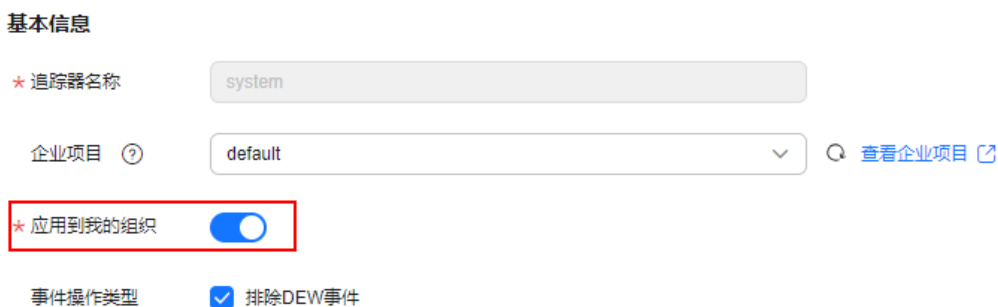 基本信息
* 追踪器名称 system
企业项目 ? default 查看企业项目
* 应用到我的组织
事件操作类型 排除DEW事件